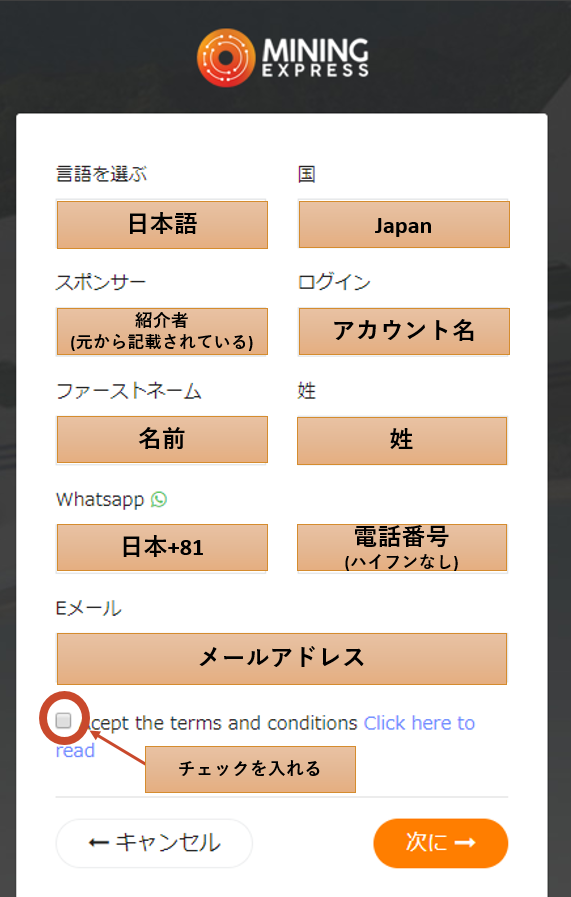 MINING
EXPRESS
言語を選ぶ
国
日本語
Japan
スポンサー
ログイン
紹介者
(元から記載されている)
アカウント名
ファーストネーム
姓
名前
姓
Whatsapp
日本+81
電話番号
(ハイフンなし)
Eメール
メールアドレス
cept the terms and conditions Click here to
read
チェックを入れる
← キャンセル
次に →